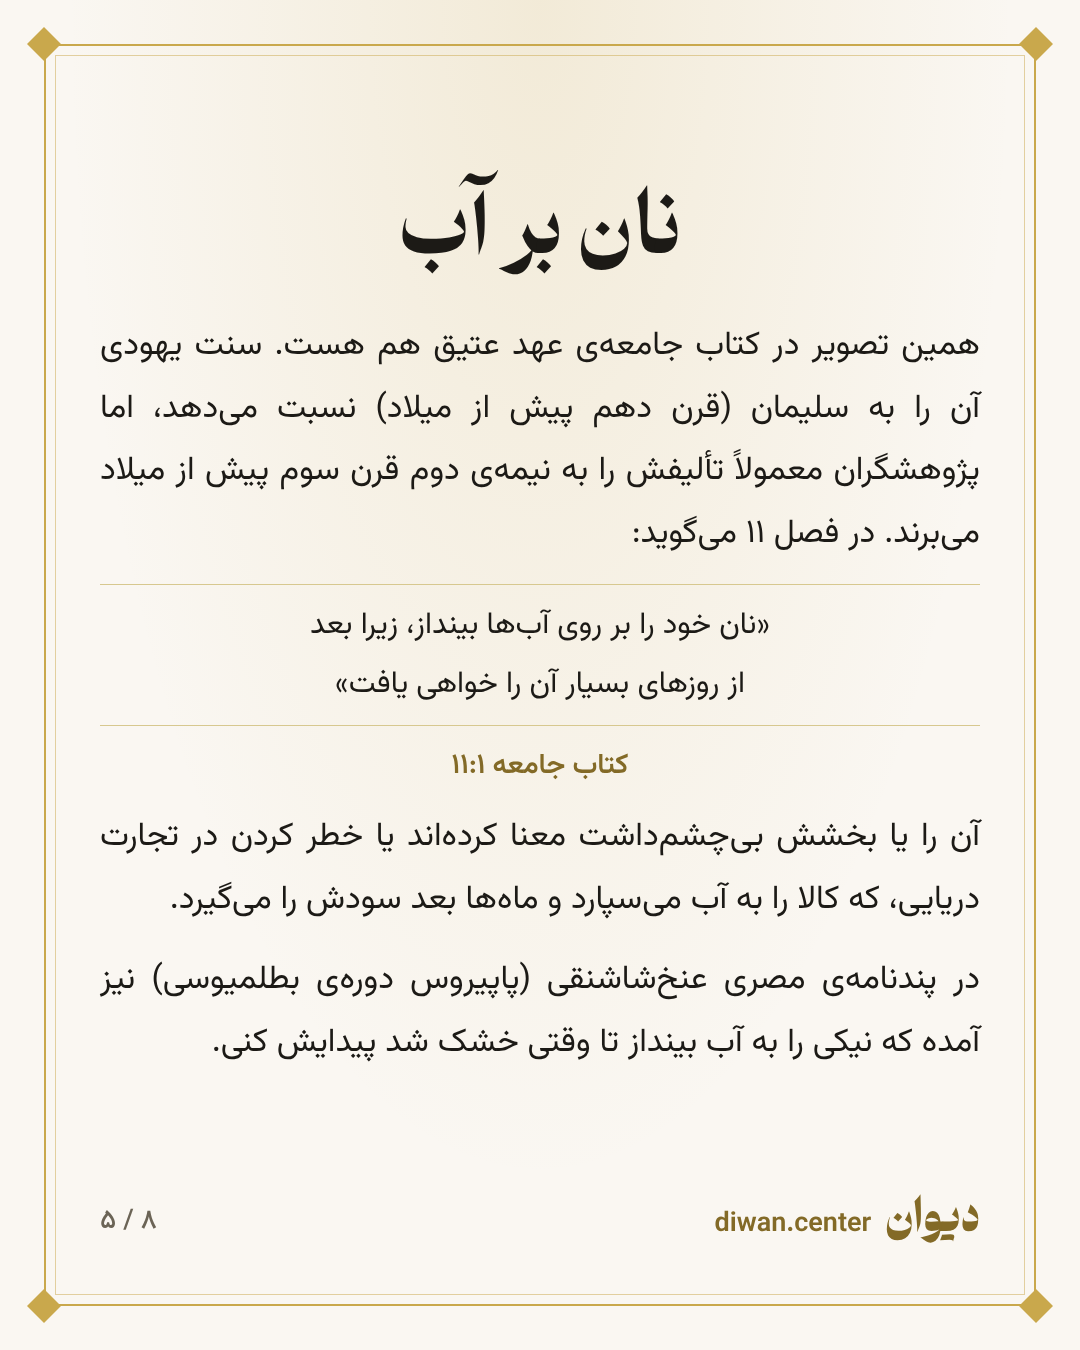 نان بر آب
همین تصویر در کتاب جامعه‌ی عهد عتیق هم هست. سنت یهودی
آن را به سلیمان (قرن دهم پیش از میلاد) نسبت می‌دهد، اما
پژوهشگران معمولاً تألیفش را به نیمه‌ی دوم قرن سوم پیش از میلاد
می‌برند. در فصل ۱۱ می‌گوید:
«نان خود را بر روی آب‌ها بینداز، زیرا بعد
از روزهای بسیار آن را خواهی یافت»
کتاب جامعه ۱۱:۱
آن را یا بخشش بی‌چشم‌داشت معنا کرده‌اند یا خطر کردن در تجارت
دریایی، که کالا را به آب می‌سپارد و ماه‌ها بعد سودش را می‌گیرد.
در پندنامه‌ی مصری عنخ‌شاشنقی (پاپیروس دوره‌ی بطلمیوسی) نیز
آمده که نیکی را به آب بینداز تا وقتی خشک شد پیدایش کنی.
دیوان diwan.center
۵ / ۸